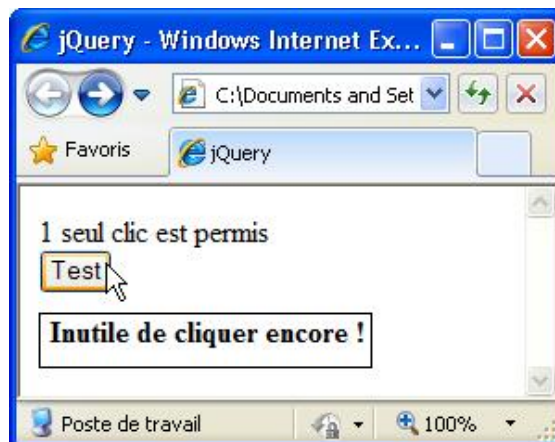 jQuery - Windows Internet Ex...
C:\Documents and Set
Favoris
jQuery
1 seul clic est permis
Test
Inutile de cliquer encore !
Poste de travail
100%